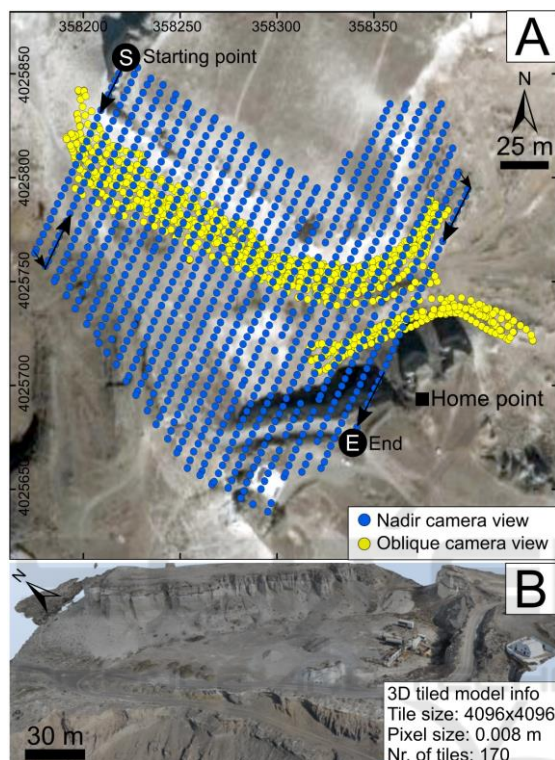 358200 358250 358300 358350
A
S Starting point
N
25 m
4025850
4025800
4025750
4025700
4025650
Home point
E End
Nadir camera view
Oblique camera view
B
N
30 m
3D tiled model info
Tile size: 4096x4096
Pixel size: 0.008 m
Nr. of tiles: 170